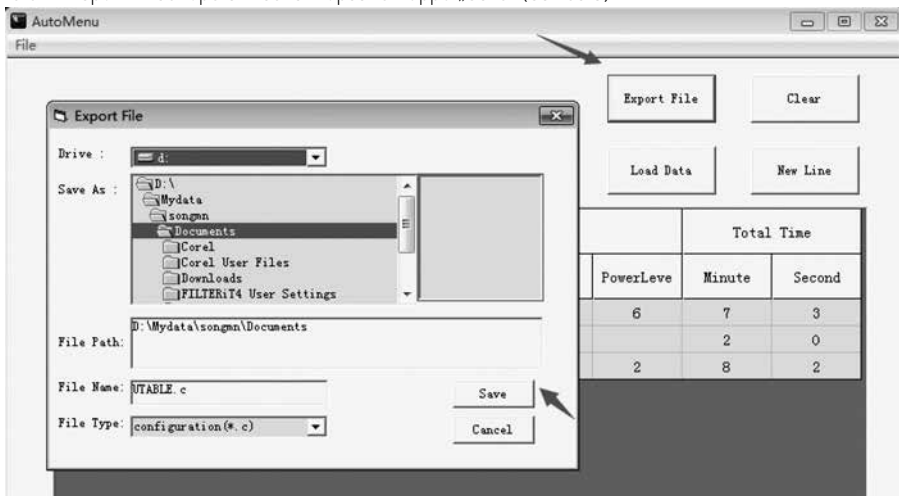 AutoMenu
File
Export File
Clear
Load Data
New Line
Export File
Drive :
d:
Save As :
D:\
Mydata
songmn
Documents
Corel
Corel User Files
Downloads
FILTERiT4 User Settings
File Path:
D:\Mydata\songmn\Documents
File Name:
UTABLE.c
File Type:
configuration(*.c)
Save
Cancel
Total Time
PowerLeve Minute Second
6 7 3
2 0
2 8 2